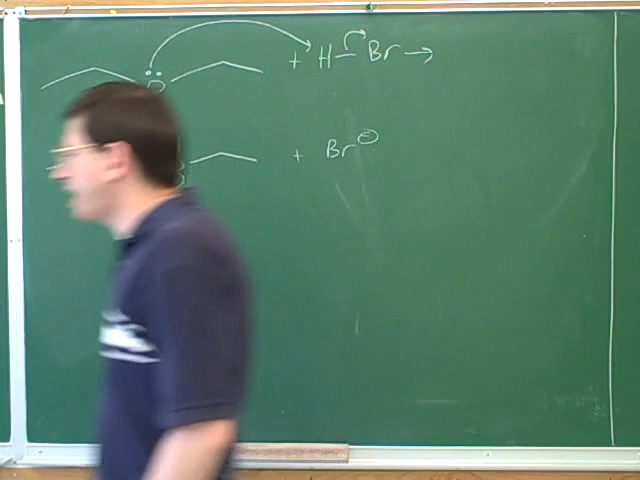 O + H-Br →
+ Br⊖